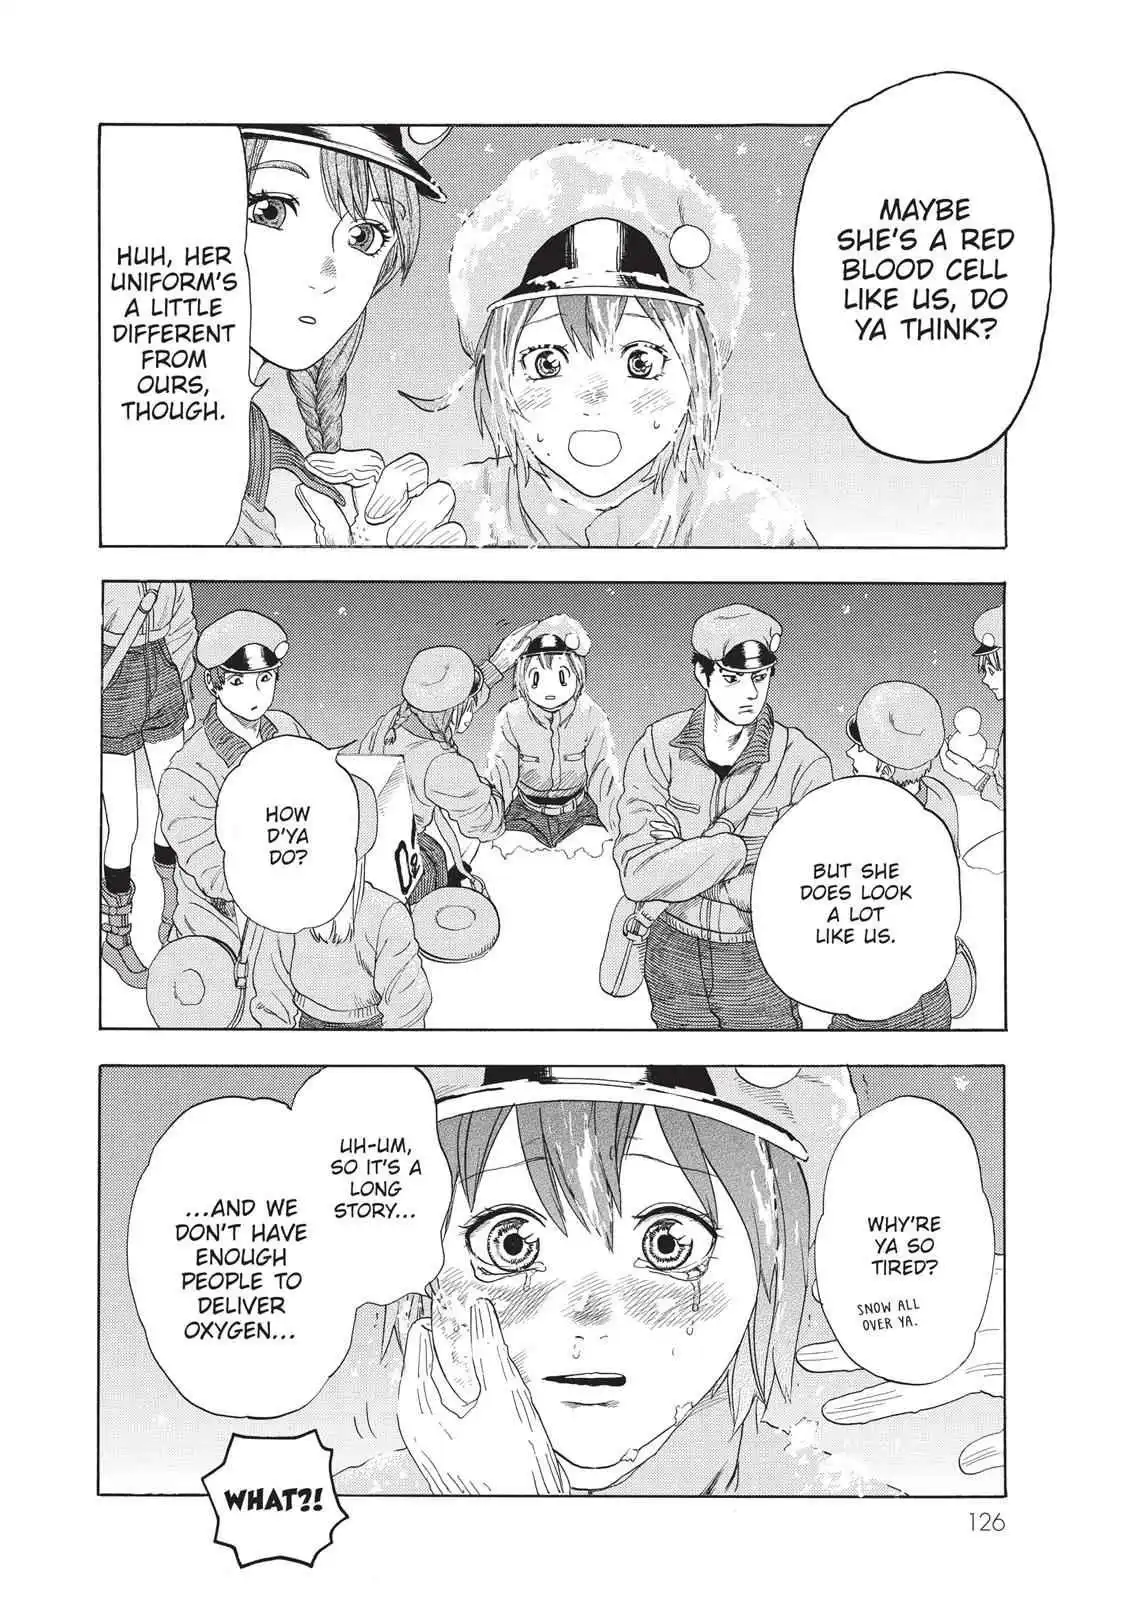 MAYBE
SHE'S A RED
BLOOD CELL
LIKE US, DO
YA THINK?
HUH, HER
UNIFORM'S
A LITTLE
DIFFERENT
FROM
OURS,
THOUGH.
BUT SHE
DOES LOOK
A LOT
LIKE US.
HOW
D'YA
DO?
O2
WHY'RE
YA SO
TIRED?
SNOW ALL
OVER YA.
UH-UM,
SO IT'S A
LONG
STORY...
...AND WE
DON'T HAVE
ENOUGH
PEOPLE TO
DELIVER
OXYGEN...
WHAT?!
126